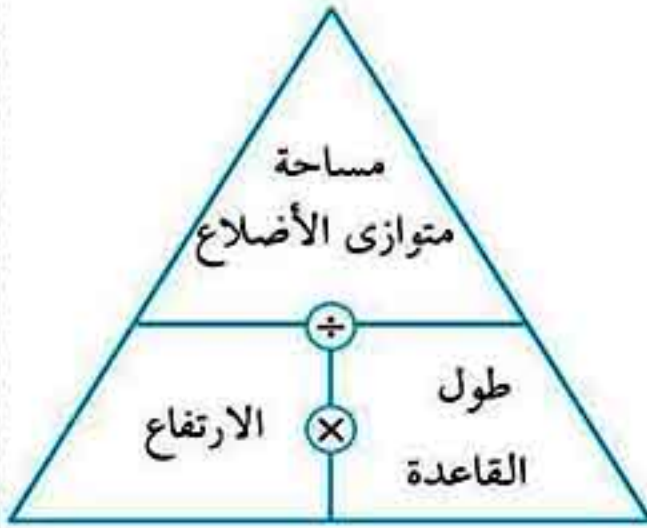 مساحة
متوازى الأضلاع
÷
طول
القاعدة
×
الارتفاع